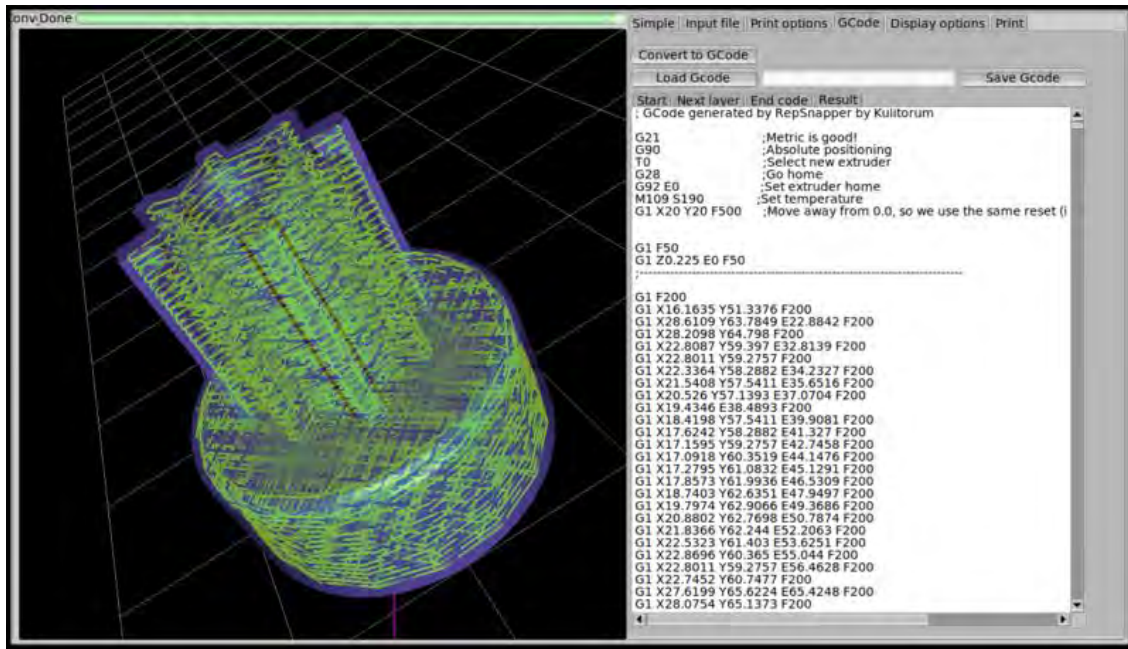 Conv Done
Simple Input file Print options GCode Display options Print
Convert to GCode
Load Gcode Save Gcode
Start Next layer End code Result
; GCode generated by RepSnapper by Kulitorum
G21 ;Metric is good!
G90 ;Absolute positioning
T0 ;Select new extruder
G28 ;Go home
G92 E0 ;Set extruder home
M109 S190 ;Set temperature
G1 X20 Y20 F500 ;Move away from 0.0, so we use the same reset (i
G1 F50
G1 Z0.225 E0 F50
;--------------------------------------------------------------------------------
G1 F200
G1 X16.1635 Y51.3376 F200
G1 X28.6109 Y63.7849 E22.8842 F200
G1 X28.2098 Y64.798 F200
G1 X22.8087 Y59.397 E32.8139 F200
G1 X22.8011 Y59.2757 F200
G1 X22.3364 Y58.2882 E34.2327 F200
G1 X21.5408 Y57.5411 E35.6516 F200
G1 X20.526 Y57.1393 E37.0704 F200
G1 X19.4346 E38.4893 F200
G1 X18.4198 Y57.5411 E39.9081 F200
G1 X17.6242 Y58.2882 E41.327 F200
G1 X17.1595 Y59.2757 E42.7458 F200
G1 X17.0918 Y60.3519 E44.1476 F200
G1 X17.2795 Y61.0832 E45.1291 F200
G1 X17.8573 Y61.9936 E46.5309 F200
G1 X18.7403 Y62.6351 E47.9497 F200
G1 X19.7974 Y62.9066 E49.3686 F200
G1 X20.8802 Y62.7698 E50.7874 F200
G1 X21.8366 Y62.244 E52.2063 F200
G1 X22.5323 Y61.403 E53.6251 F200
G1 X22.8696 Y60.365 E55.044 F200
G1 X22.8011 Y59.2757 E56.4628 F200
G1 X22.7452 Y60.7477 F200
G1 X27.6199 Y65.6224 E65.4248 F200
G1 X28.0754 Y65.1373 F200